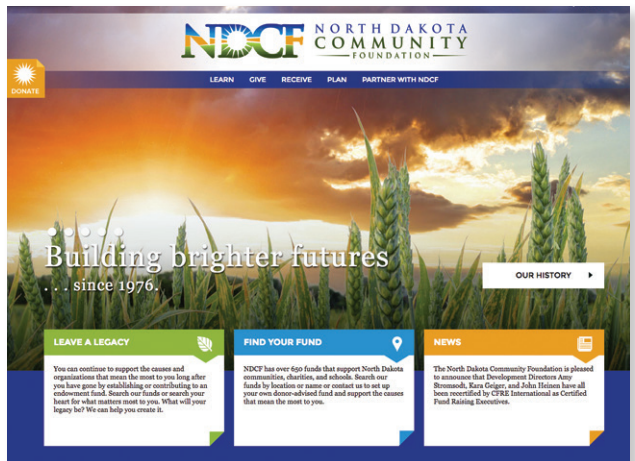 NDCF NORTH DAKOTA
COMMUNITY
FOUNDATION
LEARN GIVE RECEIVE PLAN PARTNER WITH NDCF
DONATE
Building brighter futures
. . . since 1976.
OUR HISTORY
LEAVE A LEGACY
You can continue to support the causes and
organizations that mean the most to you long after
you have gone by establishing or contributing to an
endowment fund. Search our funds or search your
heart for what matters most to you. What will your
legacy be? We can help you create it.
FIND YOUR FUND
NDCF has over 650 funds that support North Dakota
communities, charities, and schools. Search our
funds by location or name or contact us to set up
your own donor-advised fund and support the causes
that mean the most to you.
NEWS
The North Dakota Community Foundation is pleased
to announce that Development Directors Amy
Stromsodt, Kara Geiger, and John Heinen have all
been recertified by CFRE International as Certified
Fund Raising Executives.